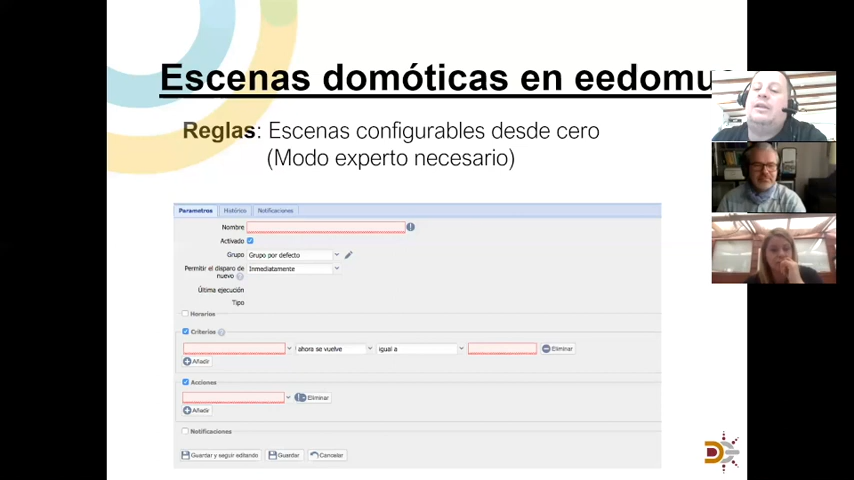 Escenas domóticas en eedomu
Reglas: Escenas configurables desde cero
(Modo experto necesario)
Parametros Histórico Notificaciones
Nombre
Activado
Grupo Grupo por defecto
Permitir el disparo de Inmediatamente
nuevo
Última ejecución
Tipo
Horarios
Criterios
ahora se vuelve igual a Eliminar
Añadir
Acciones
Eliminar
Añadir
Notificaciones
Guardar y seguir editando Guardar Cancelar